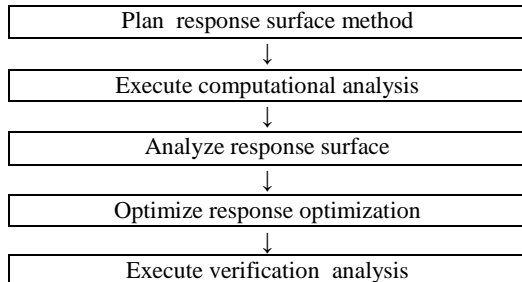 Plan response surface method
↓
Execute computational analysis
↓
Analyze response surface
↓
Optimize response optimization
↓
Execute verification analysis